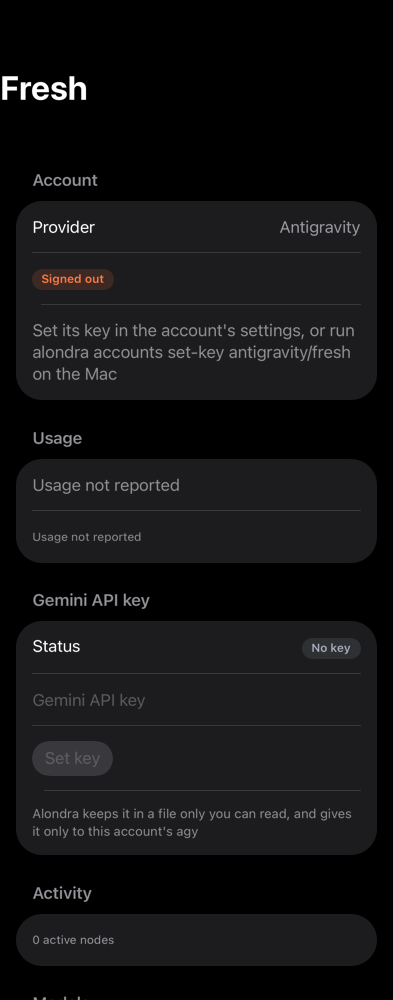 Fresh
Account
Provider
Antigravity
Signed out
Set its key in the account's settings, or run
alondra accounts set-key antigravity/fresh
on the Mac
Usage
Usage not reported
Usage not reported
Gemini API key
Status
No key
Gemini API key
Set key
Alondra keeps it in a file only you can read, and gives
it only to this account's agy
Activity
0 active nodes